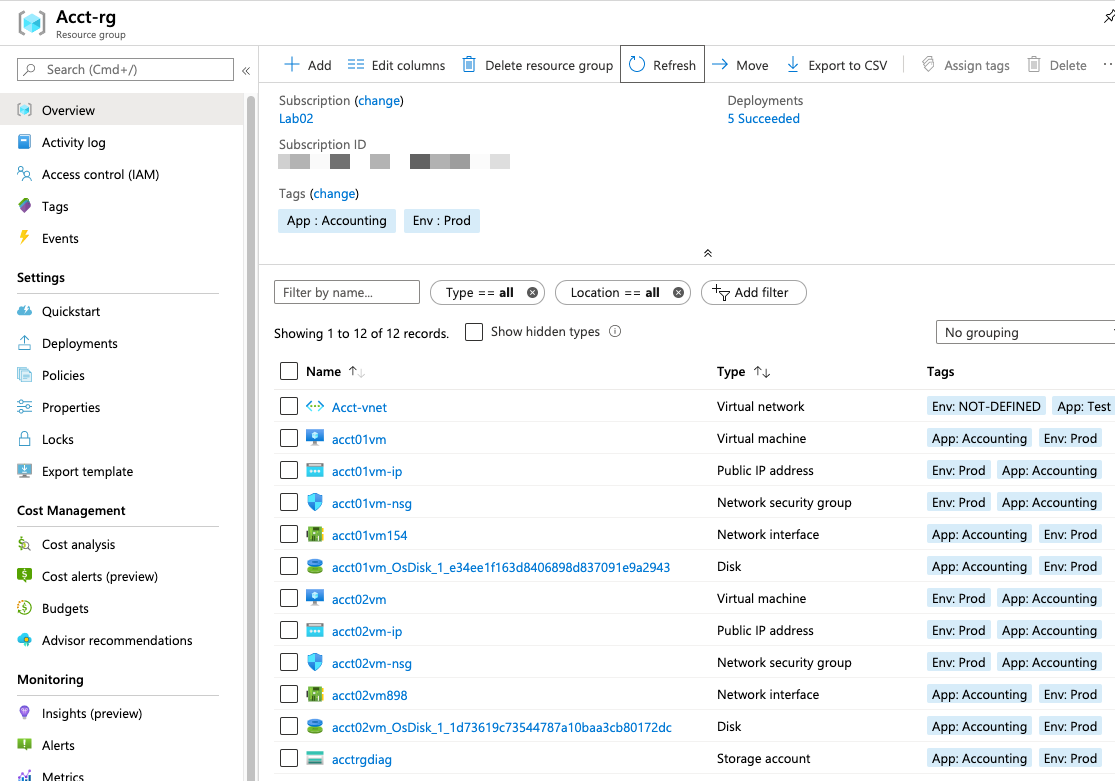 Acct-rg
Resource group
Search (Cmd+/)
«
Overview
Activity log
Access control (IAM)
Tags
Events
Settings
Quickstart
Deployments
Policies
Properties
Locks
Export template
Cost Management
Cost analysis
Cost alerts (preview)
Budgets
Advisor recommendations
Monitoring
Insights (preview)
Alerts
Metrics
Add Edit columns Delete resource group Refresh Move Export to CSV Assign tags Delete
Subscription (change)
Lab02
Deployments
5 Succeeded
Subscription ID
Tags (change)
App : Accounting Env : Prod
Filter by name... Type == all Location == all Add filter
Showing 1 to 12 of 12 records. Show hidden types No grouping
Name Type Tags
Acct-vnet Virtual network Env: NOT-DEFINED App: Test
acct01vm Virtual machine App: Accounting Env: Prod
acct01vm-ip Public IP address Env: Prod App: Accounting
acct01vm-nsg Network security group Env: Prod App: Accounting
acct01vm154 Network interface App: Accounting Env: Prod
acct01vm_OsDisk_1_e34ee1f163d8406898d837091e9a2943 Disk App: Accounting Env: Prod
acct02vm Virtual machine Env: Prod App: Accounting
acct02vm-ip Public IP address Env: Prod App: Accounting
acct02vm-nsg Network security group Env: Prod App: Accounting
acct02vm898 Network interface App: Accounting Env: Prod
acct02vm_OsDisk_1_1d73619c73544787a10baa3cb80172dc Disk App: Accounting Env: Prod
acctrgdiag Storage account App: Accounting Env: Prod